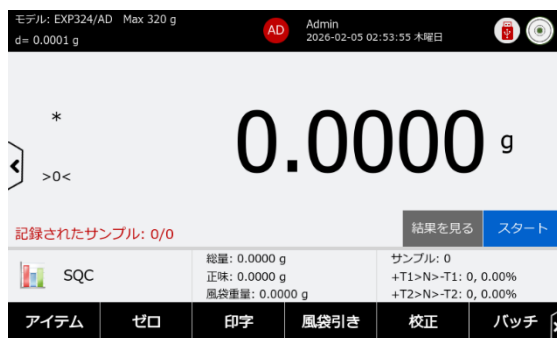 モデル: EXP324/AD Max 320 g
d= 0.0001 g
AD
Admin
2026-02-05 02:53:55 木曜日
*
>0<
0.0000 g
記録されたサンプル: 0/0
結果を見る
スタート
SQC
総量: 0.0000 g
正味: 0.0000 g
風袋重量: 0.0000 g
サンプル: 0
+T1>N>-T1: 0, 0.00%
+T2>N>-T2: 0, 0.00%
アイテム
ゼロ
印字
風袋引き
校正
バッチ